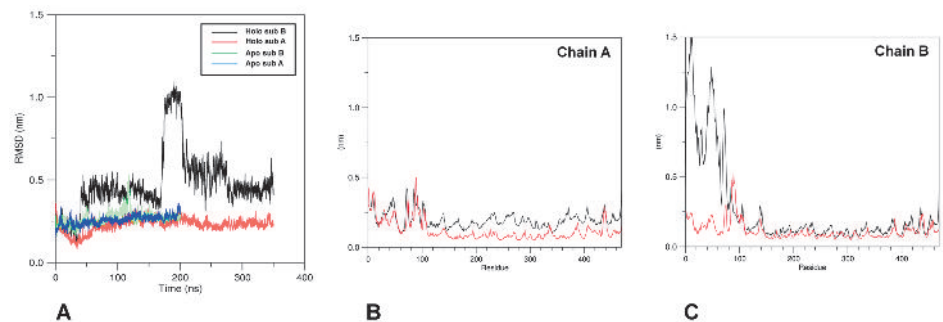 1.5
1.0
0.5
0.0
RMSD (nm)
Holo sub B
Holo sub A
Apo sub B
Apo sub A
0
100
200
300
400
Time (ns)
A
1.5
1.0
0.5
0.0
(nm)
Chain A
0
100
200
300
400
Residue
B
1.5
1.0
0.5
0.0
(nm)
Chain B
0
100
200
300
400
Residue
C